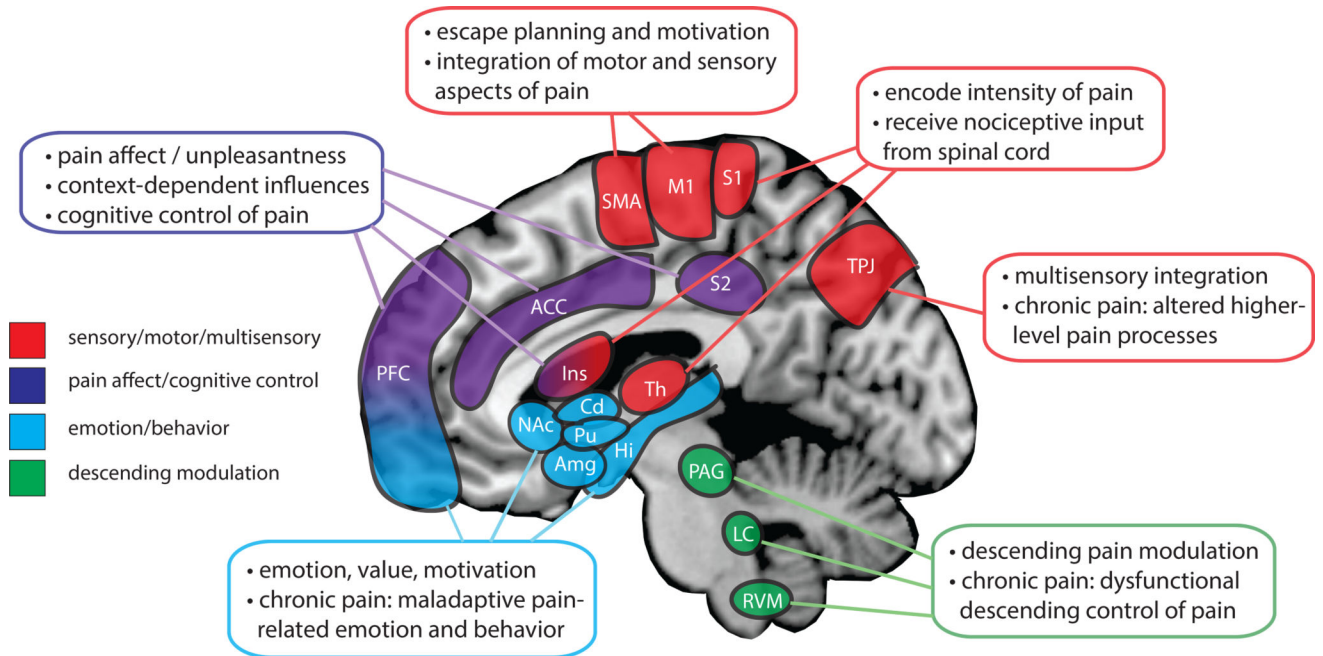 • escape planning and motivation
• integration of motor and sensory
aspects of pain
• encode intensity of pain
• receive nociceptive input
from spinal cord
• pain affect / unpleasantness
• context-dependent influences
• cognitive control of pain
SMA
M1
S1
TPJ
S2
ACC
PFC
Ins
Th
Cd
NAc
Pu
Hi
Amg
PAG
LC
RVM
• multisensory integration
• chronic pain: altered higher-
level pain processes
sensory/motor/multisensory
pain affect/cognitive control
emotion/behavior
descending modulation
• emotion, value, motivation
• chronic pain: maladaptive pain-
related emotion and behavior
• descending pain modulation
• chronic pain: dysfunctional
descending control of pain